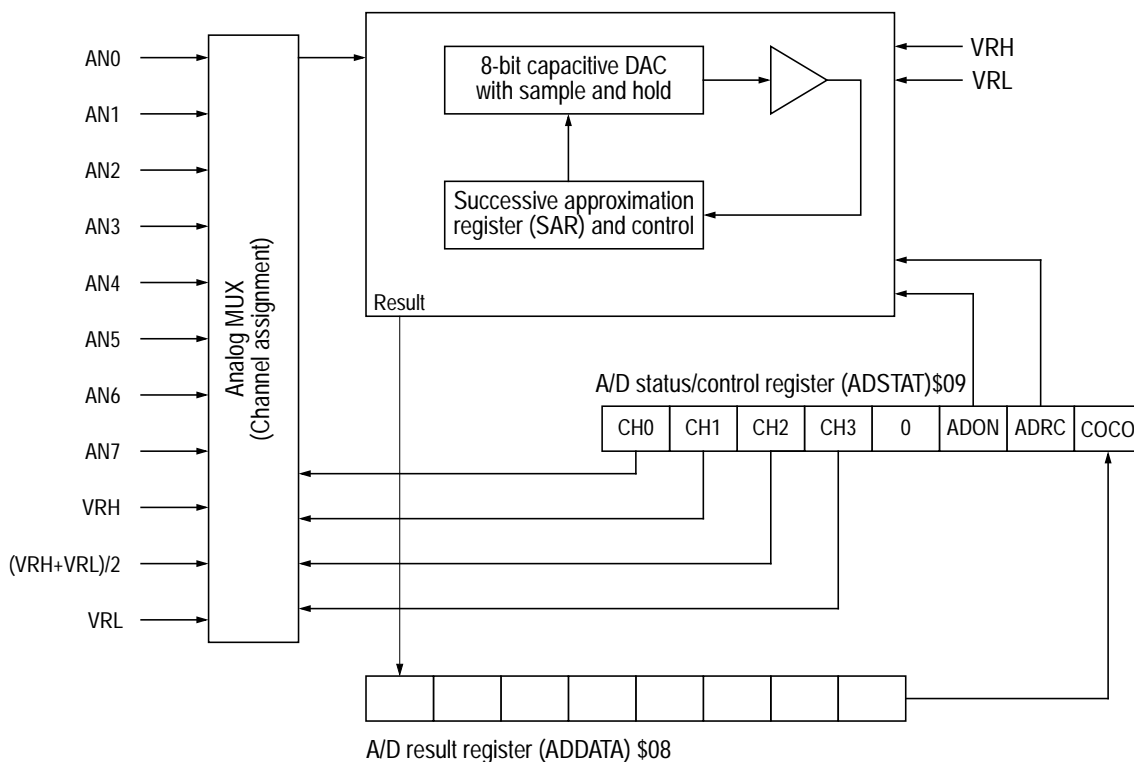 AN0
AN1
AN2
AN3
AN4
AN5
AN6
AN7
VRH
(VRH+VRL)/2
VRL
Analog MUX
(Channel assignment)
8-bit capacitive DAC
with sample and hold
Successive approximation
register (SAR) and control
Result
VRH
VRL
A/D status/control register (ADSTAT)$09
CH0 CH1 CH2 CH3 0 ADON ADRC COCO
A/D result register (ADDATA) $08